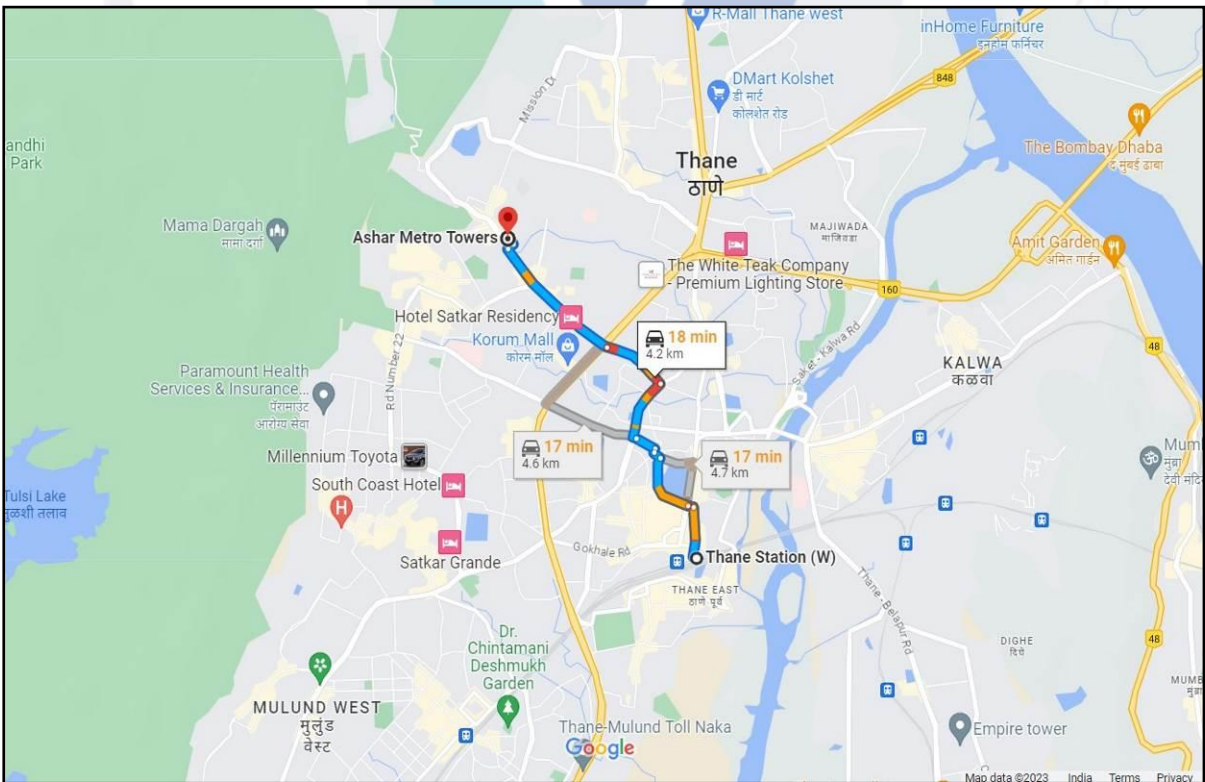 R-Mall Thane west
inHome Furniture
इनहोम फर्निचर
Mission Dr
848
DMart Kolshet
डी मार्ट
कोलशेत रोड
andhi
Park
The Bombay Dhaba
द मुंबई ढाबा
Thane
ठाणे
Mama Dargah
मामा दर्गा
Ashar Metro Towers
MAJIWADA
माजिवडा
Amit Garden
अमित गार्डन
The White Teak Company
- Premium Lighting Store
160
Hotel Satkar Residency
Korum Mall
कोरम मॉल
18 min
4.2 km
Rd Number 22
Saket - Kalwa Rd
48
KALWA
कळवा
Paramount Health
Services & Insurance...
पॅरामाउंट
आरोग्य सेवा
17 min
4.6 km
17 min
4.7 km
Millennium Toyota
South Coast Hotel
H
Tulsi Lake
Satkar Grande
Gokhale Rd
Thane Station (W)
THANE EAST
ठाणे पूर्व
Thane - Belapur Rd
DIGHE
दिघे
48
Dr.
Chintamani
Deshmukh
Garden
MULUND WEST
मुलुंड
वेस्ट
Thane-Mulund Toll Naka
Google
Empire tower
Map data ©2023
India
Terms
Privacy